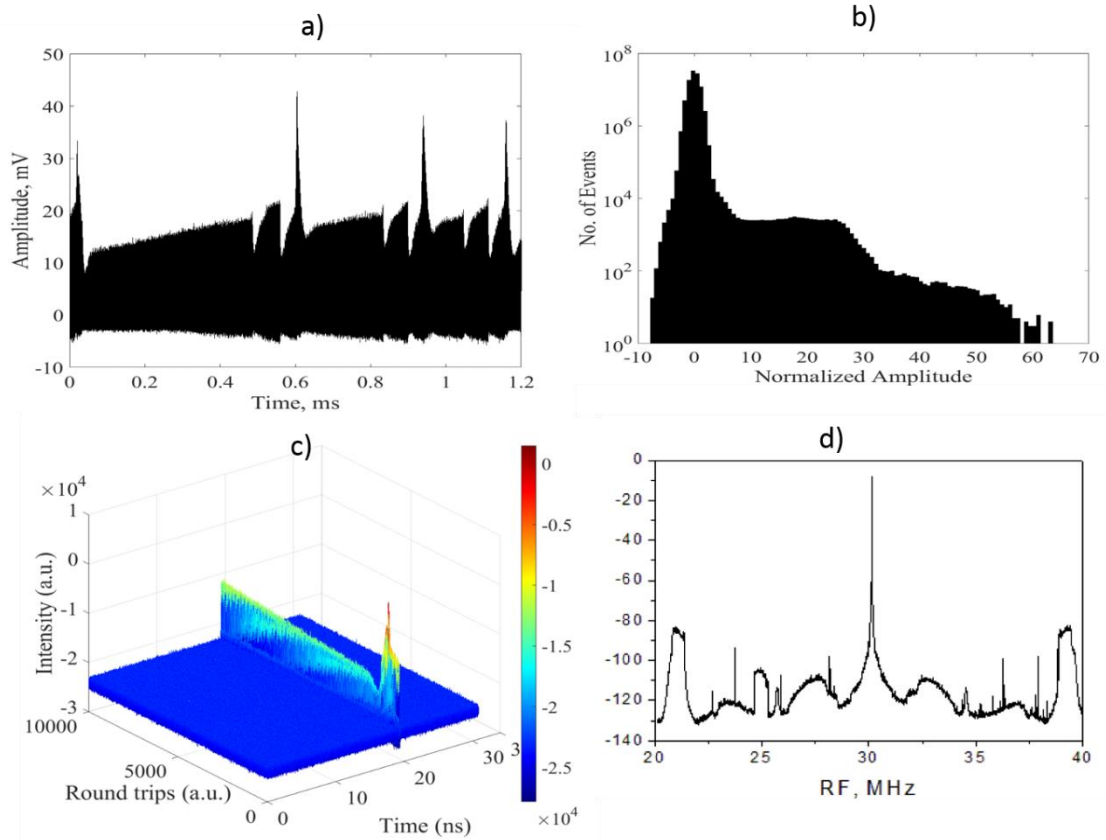 a)
50
40
30
20
10
0
-10
Amplitude, mV
0 0.2 0.4 0.6 0.8 1 1.2
Time, ms
b)
10^8
10^6
10^4
10^2
10^0
No. of Events
-10 0 10 20 30 40 50 60 70
Normalized Amplitude
c)
×10^4
1
0
-1
-2
-3
Intensity (a.u.)
10000
5000
0
Round trips (a.u.)
0 10 20 30 3
Time (ns)
0
-0.5
-1
-1.5
-2
-2.5
×10^4
d)
0
-20
-40
-60
-80
-100
-120
-140
20 25 30 35 40
RF, MHz